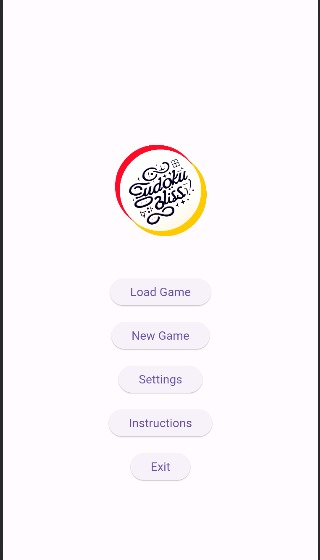 Sudoku
Bliss
Load Game
New Game
Settings
Instructions
Exit